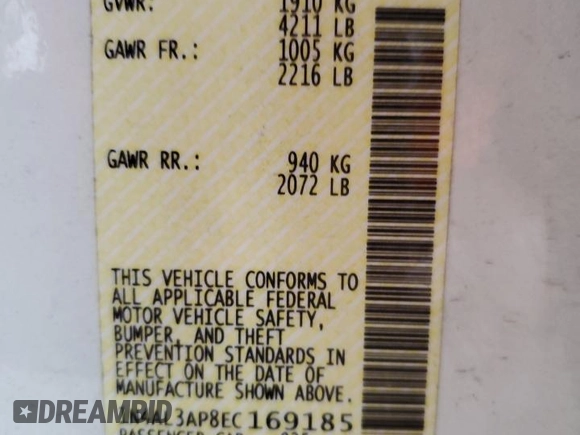 GVWR: 1910 KG
4211 LB
GAWR FR.: 1005 KG
2216 LB
GAWR RR.: 940 KG
2072 LB
THIS VEHICLE CONFORMS TO
ALL APPLICABLE FEDERAL
MOTOR VEHICLE SAFETY,
BUMPER, AND THEFT
PREVENTION STANDARDS IN
EFFECT ON THE DATE OF
MANUFACTURE SHOWN ABOVE.
3AP8EC169185
DREAMBID